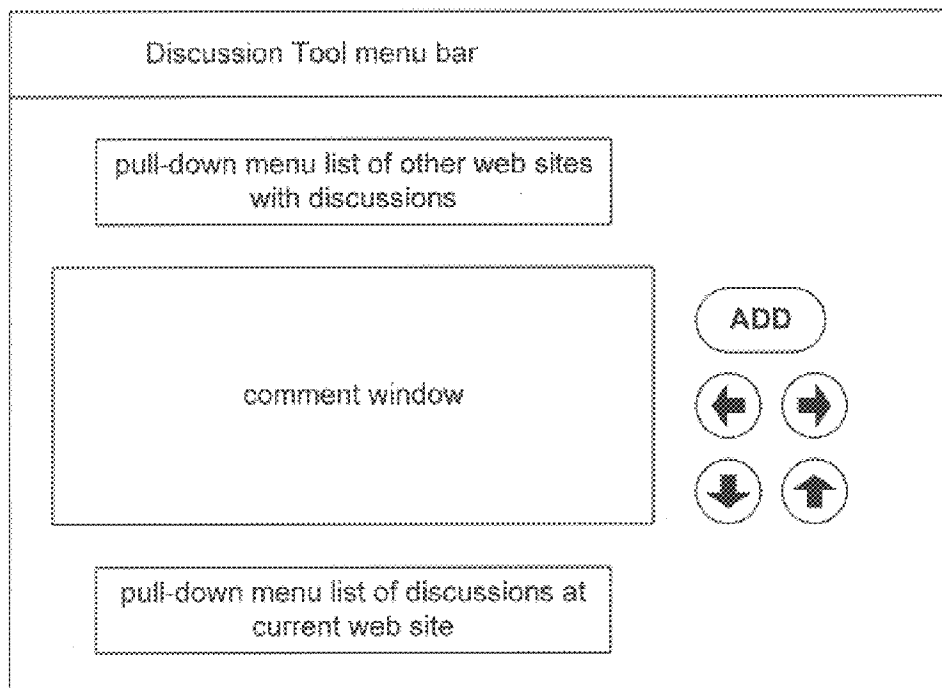 Discussion Tool menu bar
pull-down menu list of other web sites
with discussions
comment window
ADD
pull-down menu list of discussions at
current web site